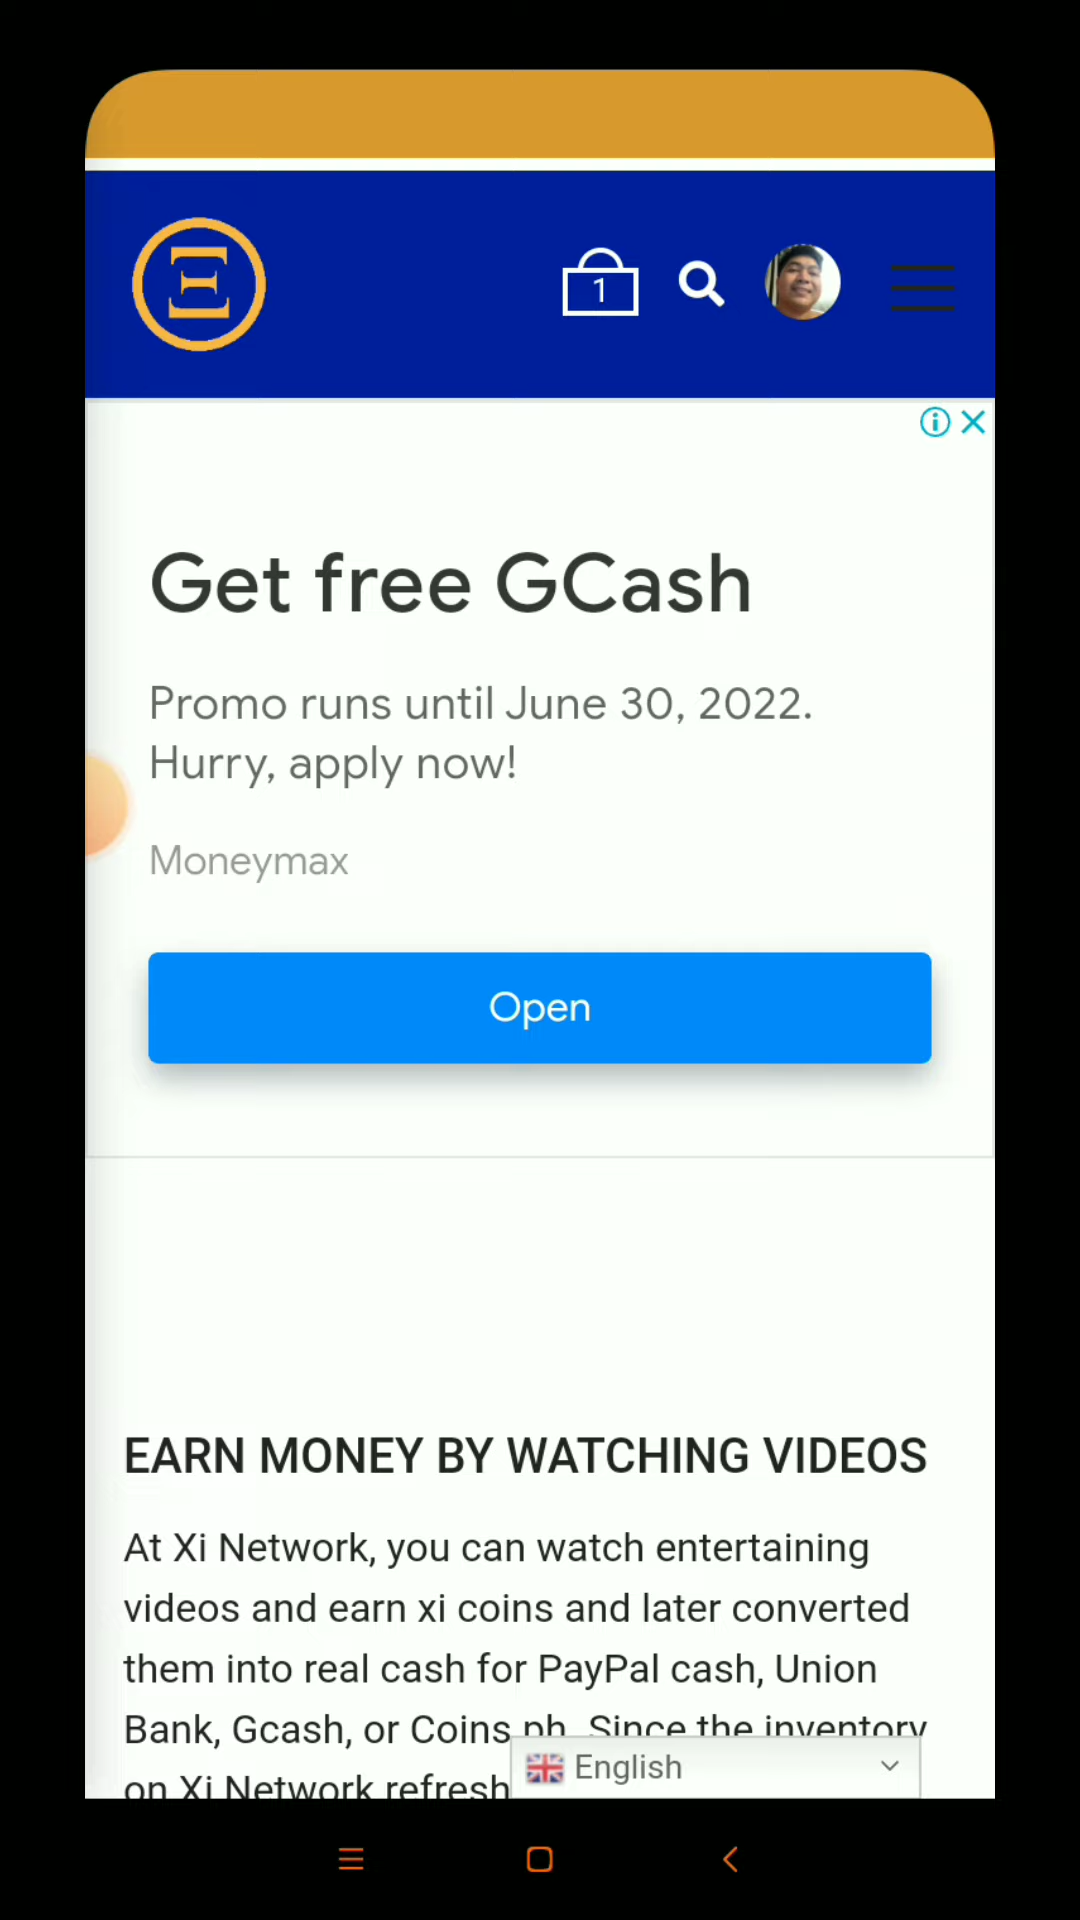 Ξ
1
Get free GCash
Promo runs until June 30, 2022.
Hurry, apply now!
Moneymax
Open
EARN MONEY BY WATCHING VIDEOS
At Xi Network, you can watch entertaining
videos and earn xi coins and later converted
them into real cash for PayPal cash, Union
Bank, Gcash, or Coins.ph. Since the inventory
on Xi Network refresh
English